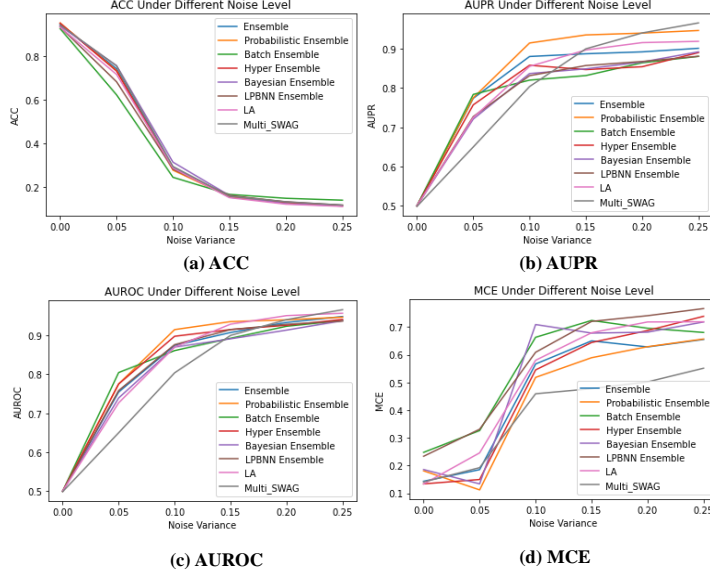 ACC Under Different Noise Level
ACC
0.8
0.6
0.4
0.2
Ensemble
Probabilistic Ensemble
Batch Ensemble
Hyper Ensemble
Bayesian Ensemble
LPBNN Ensemble
LA
Multi_SWAG
0.00 0.05 0.10 0.15 0.20 0.25
Noise Variance
(a) ACC
AUPR Under Different Noise Level
AUPR
0.9
0.8
0.7
0.6
0.5
Ensemble
Probabilistic Ensemble
Batch Ensemble
Hyper Ensemble
Bayesian Ensemble
LPBNN Ensemble
LA
Multi_SWAG
0.00 0.05 0.10 0.15 0.20 0.25
Noise Variance
(b) AUPR
AUROC Under Different Noise Level
AUROC
0.9
0.8
0.7
0.6
0.5
Ensemble
Probabilistic Ensemble
Batch Ensemble
Hyper Ensemble
Bayesian Ensemble
LPBNN Ensemble
LA
Multi_SWAG
0.00 0.05 0.10 0.15 0.20 0.25
Noise Variance
(c) AUROC
MCE Under Different Noise Level
MCE
0.7
0.6
0.5
0.4
0.3
0.2
0.1
Ensemble
Probabilistic Ensemble
Batch Ensemble
Hyper Ensemble
Bayesian Ensemble
LPBNN Ensemble
LA
Multi_SWAG
0.00 0.05 0.10 0.15 0.20 0.25
Noise Variance
(d) MCE